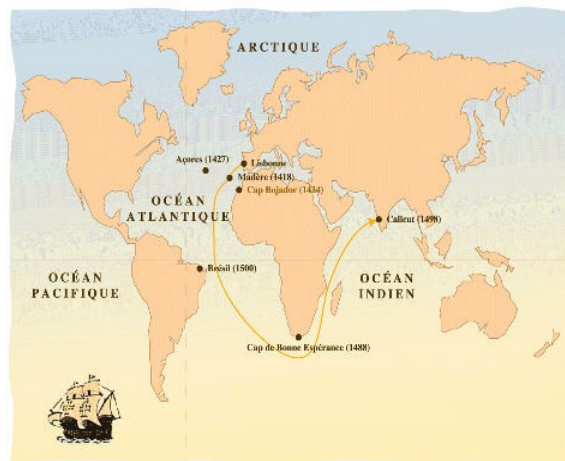 ARCTIQUE
Açores (1427)
Lisbonne
Madère (1418)
Cap Bojador (1434)
OCÉAN
ATLANTIQUE
Calicut (1498)
Brésil (1500)
OCÉAN
PACIFIQUE
OCÉAN
INDIEN
Cap de Bonne Espérance (1488)